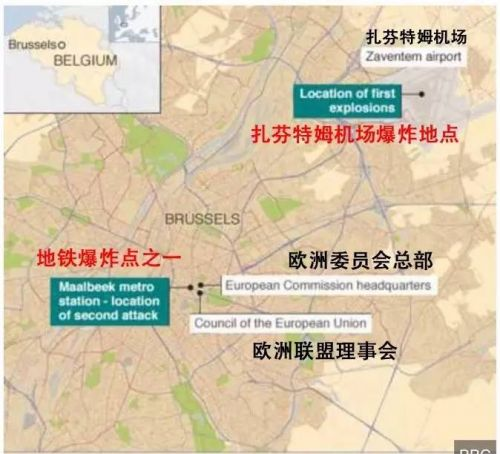 Brussels
BELGIUM
扎芬特姆机场
Zaventem airport
Location of first
explosions
扎芬特姆机场爆炸地点
BRUSSELS
地铁爆炸点之一
欧洲委员会总部
Maalbeek metro
station - location
of second attack
European Commission headquarters
Council of the European Union
欧洲联盟理事会
BBC